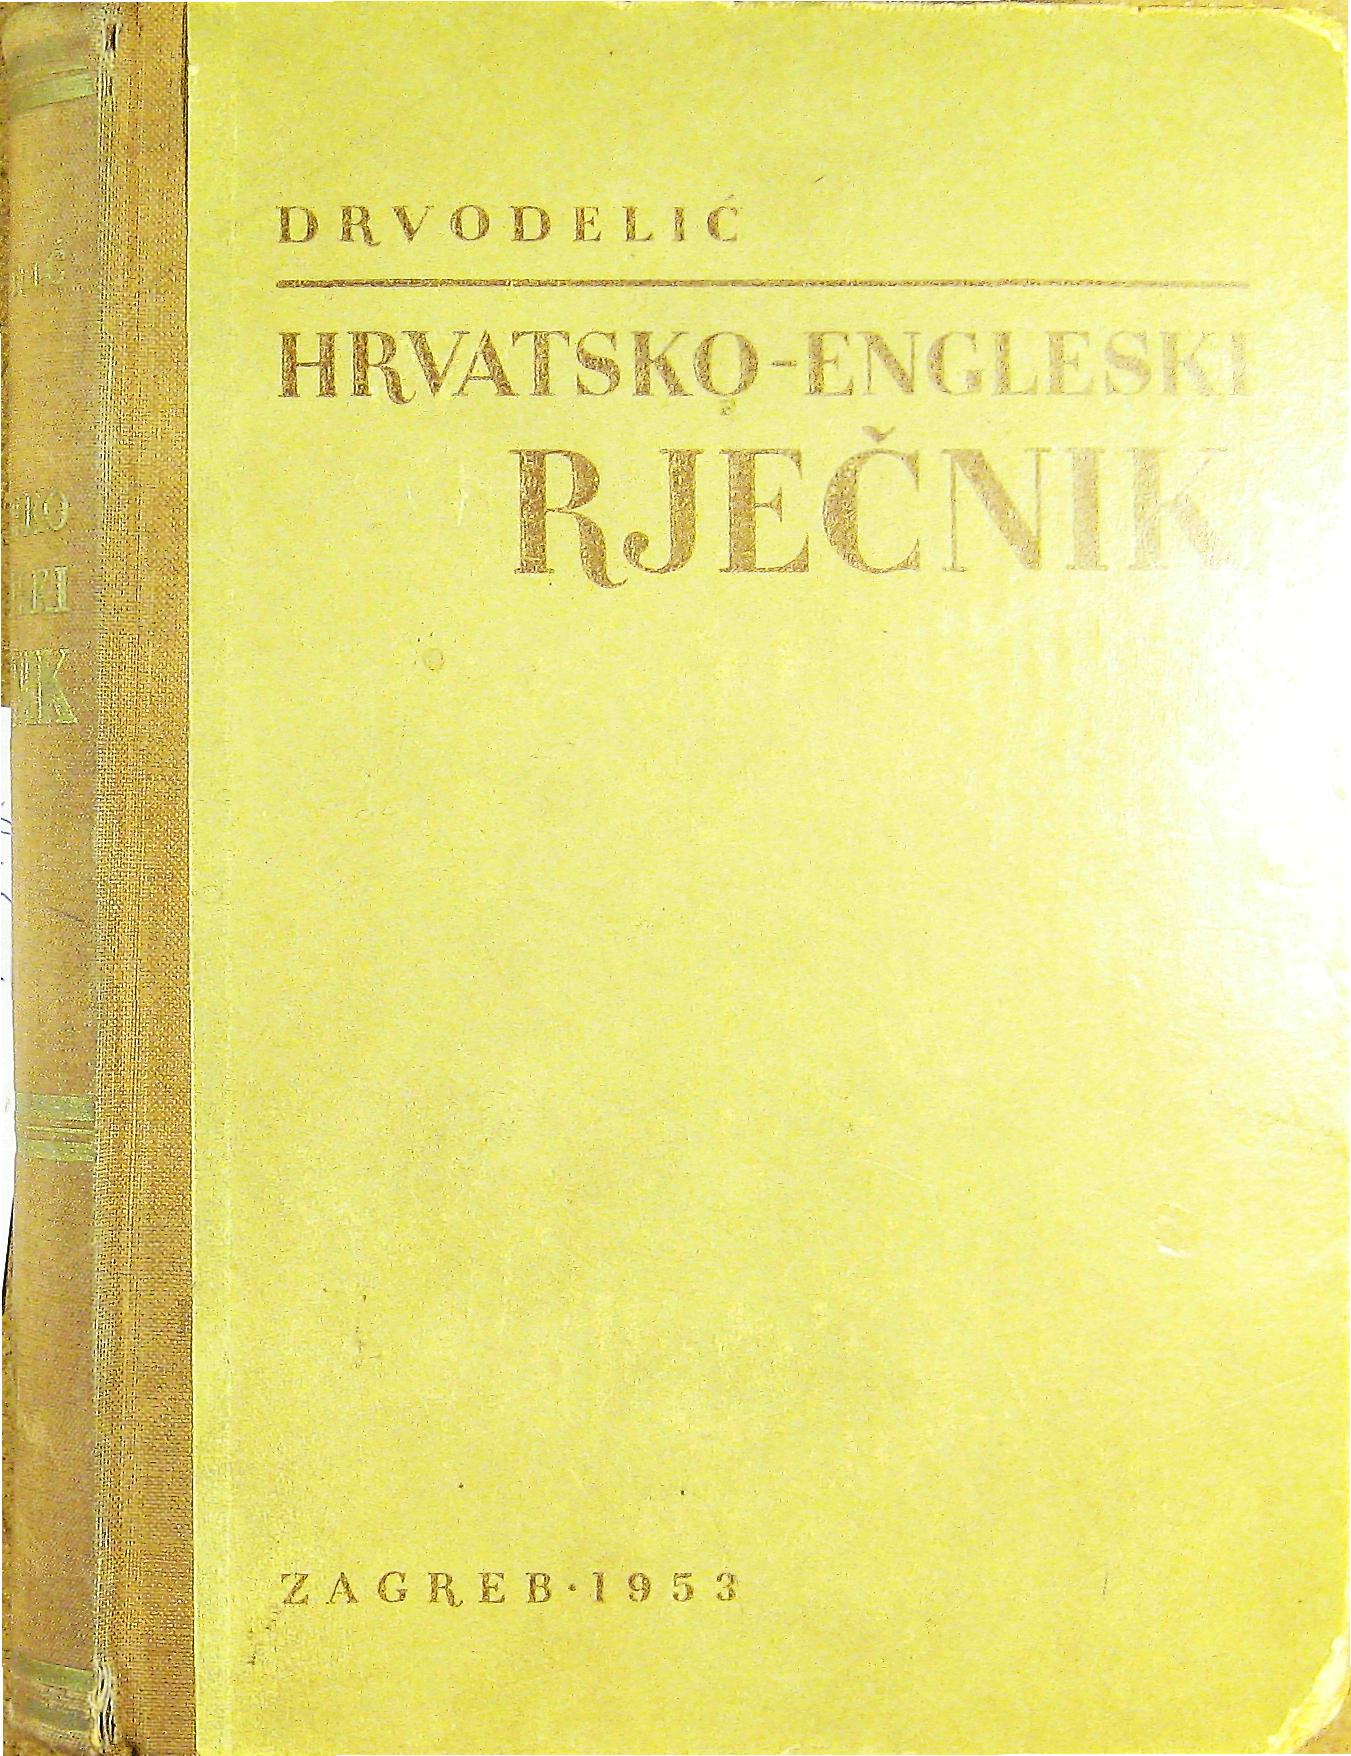 DRVODELIĆ
HRVATSKO-ENGLESKI
RJEČNIK
ZAGREB·1953